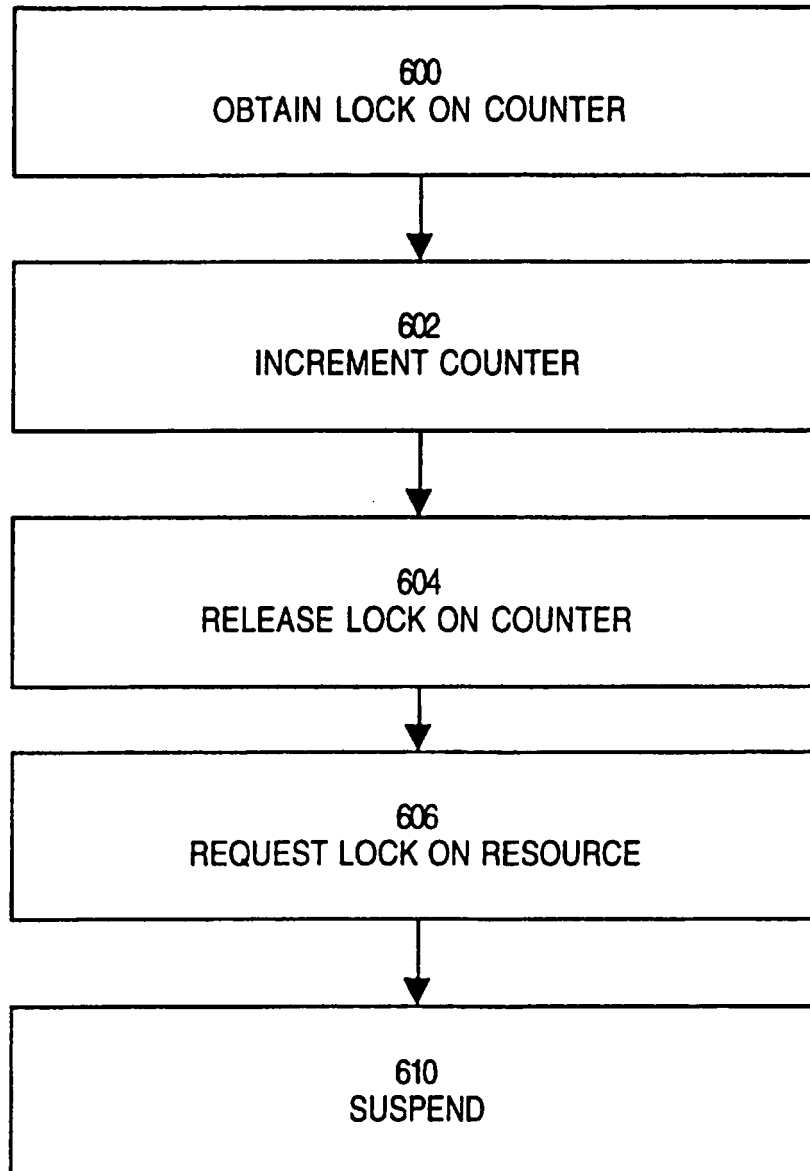 600
OBTAIN LOCK ON COUNTER
602
INCREMENT COUNTER
604
RELEASE LOCK ON COUNTER
606
REQUEST LOCK ON RESOURCE
610
SUSPEND